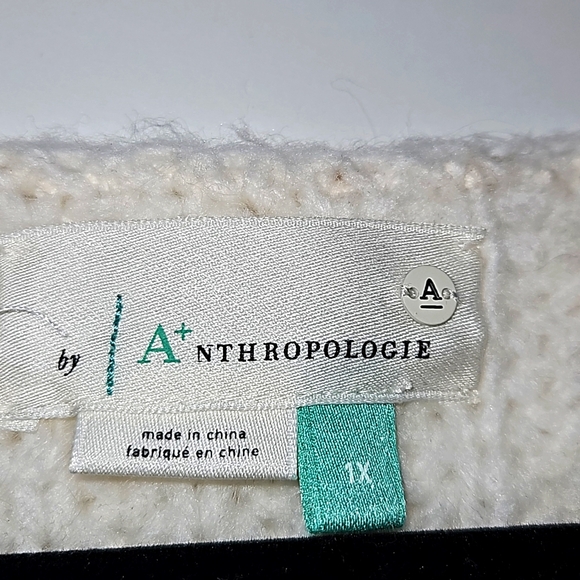 A
by A+NTHROPOLOGIE
made in china
fabriqué en chine
1X